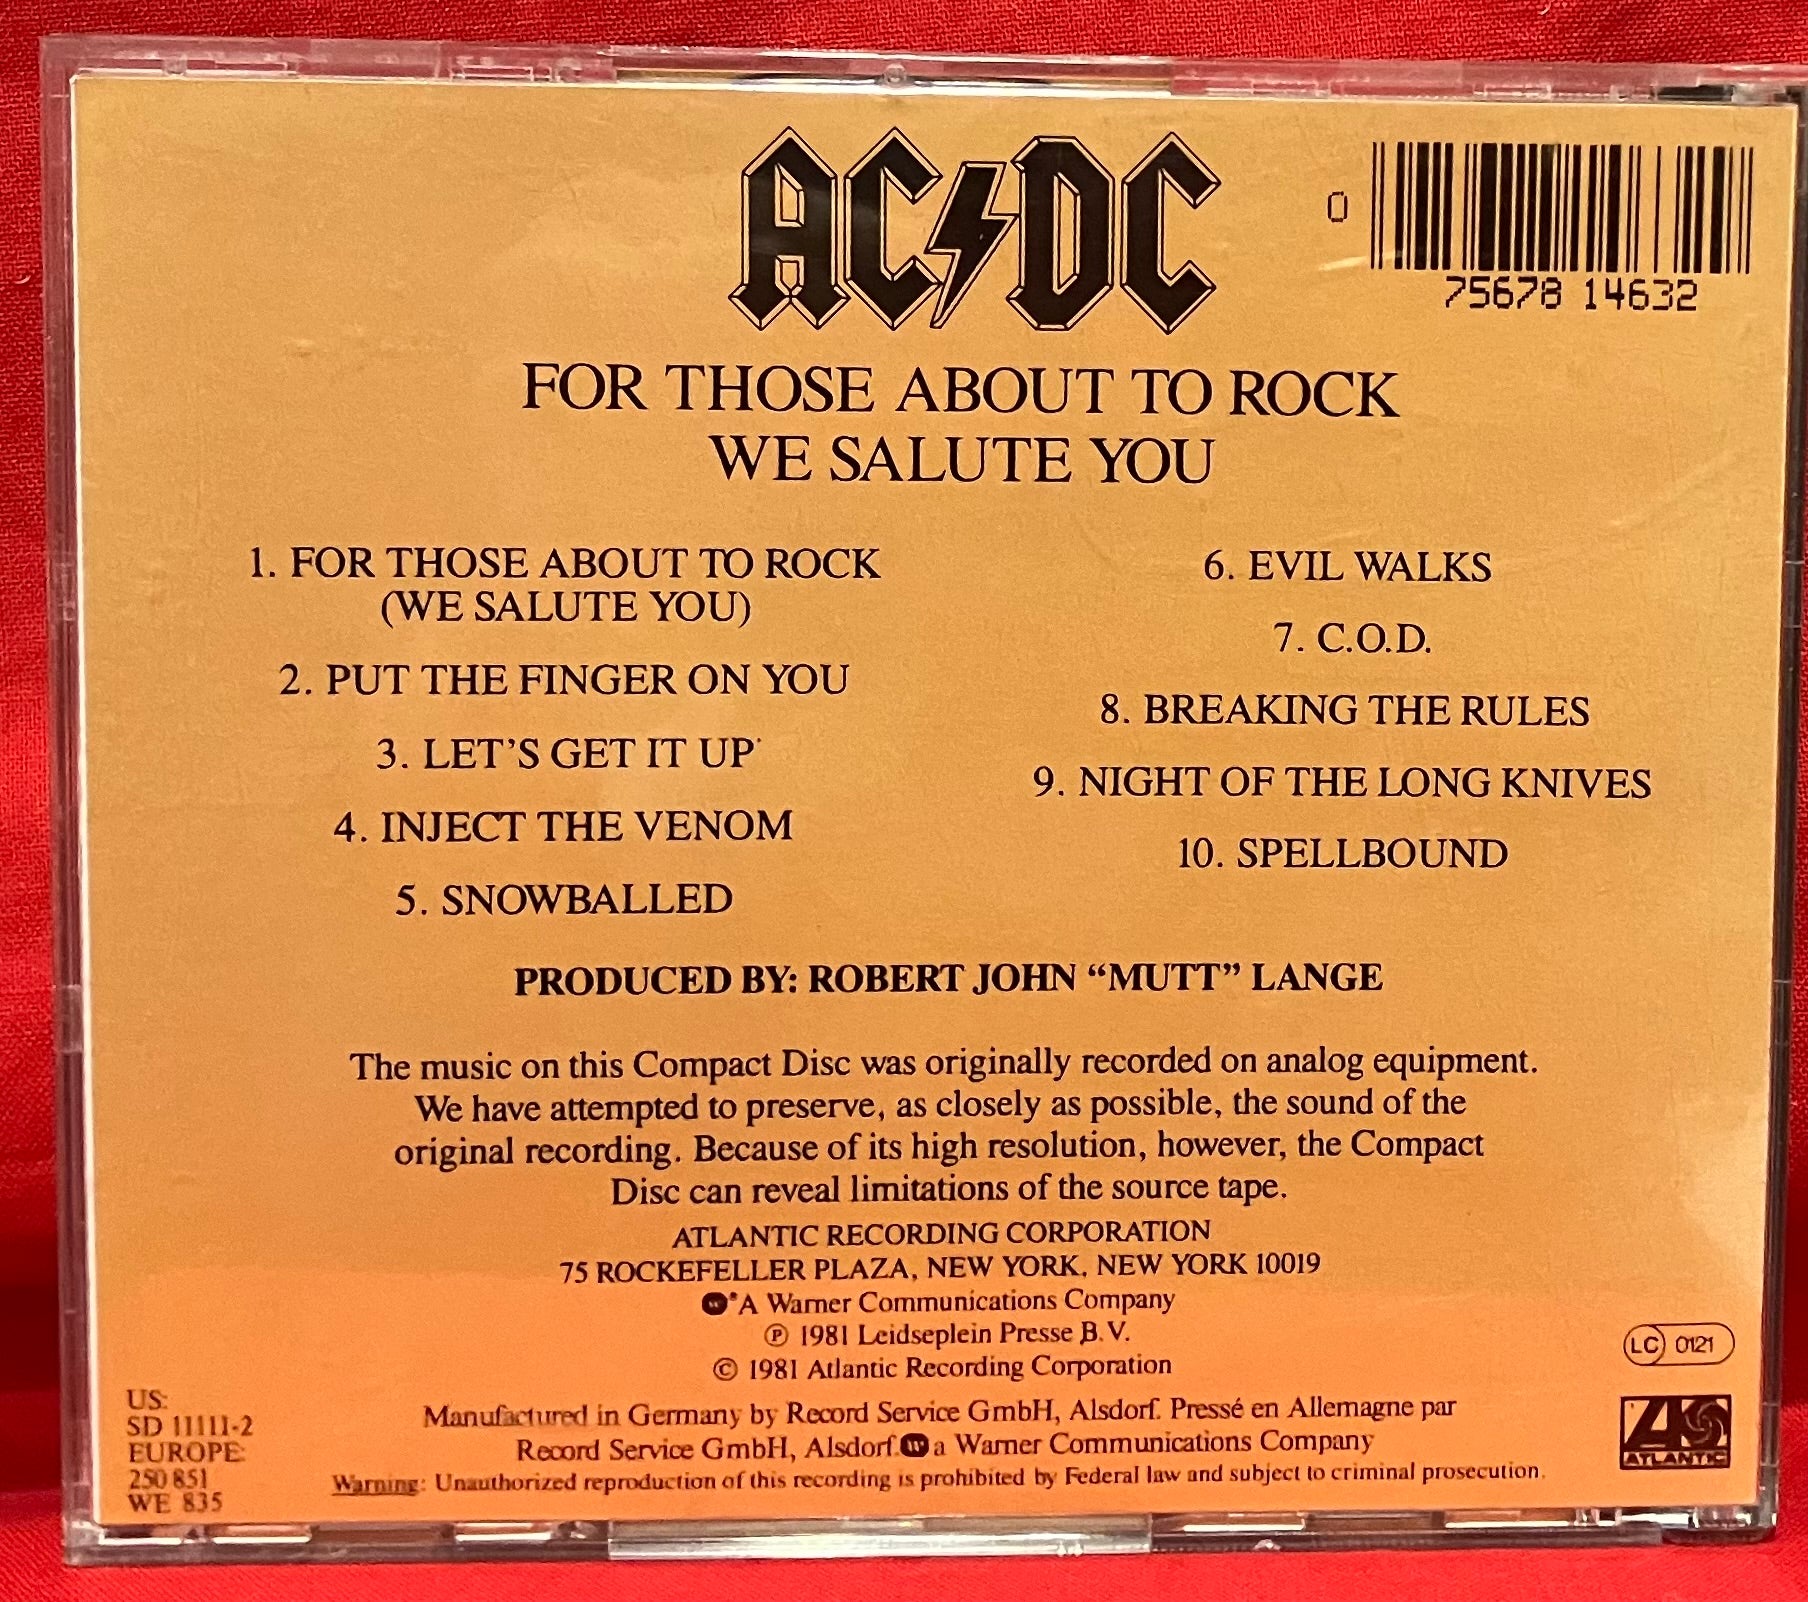 AC/DC
0
75678 14632
FOR THOSE ABOUT TO ROCK
WE SALUTE YOU
1. FOR THOSE ABOUT TO ROCK
(WE SALUTE YOU)
2. PUT THE FINGER ON YOU
3. LET'S GET IT UP
4. INJECT THE VENOM
5. SNOWBALLED
6. EVIL WALKS
7. C.O.D.
8. BREAKING THE RULES
9. NIGHT OF THE LONG KNIVES
10. SPELLBOUND
PRODUCED BY: ROBERT JOHN “MUTT” LANGE
The music on this Compact Disc was originally recorded on analog equipment.
We have attempted to preserve, as closely as possible, the sound of the
original recording. Because of its high resolution, however, the Compact
Disc can reveal limitations of the source tape.
ATLANTIC RECORDING CORPORATION
75 ROCKEFELLER PLAZA, NEW YORK, NEW YORK 10019
W® A Warner Communications Company
℗ 1981 Leidseplein Presse B.V.
© 1981 Atlantic Recording Corporation
US:
SD 11111-2
EUROPE:
250 851
WE 835
Manufactured in Germany by Record Service GmbH, Alsdorf. Pressé en Allemagne par
Record Service GmbH, Alsdorf. W a Warner Communications Company
Warning: Unauthorized reproduction of this recording is prohibited by Federal law and subject to criminal prosecution.
LC 0121
ATLANTIC